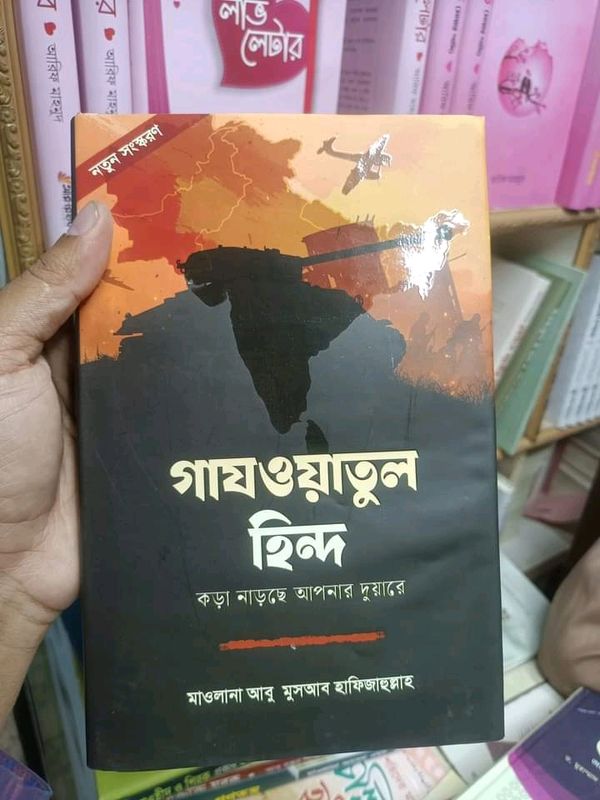 লাভ
লেটার
নতুন সংস্করণ
গাযওয়াতুল
হিন্দ
কড়া নাড়ছে আপনার দুয়ারে
মাওলানা আবু মুসআব হাফিজাহুল্লাহ